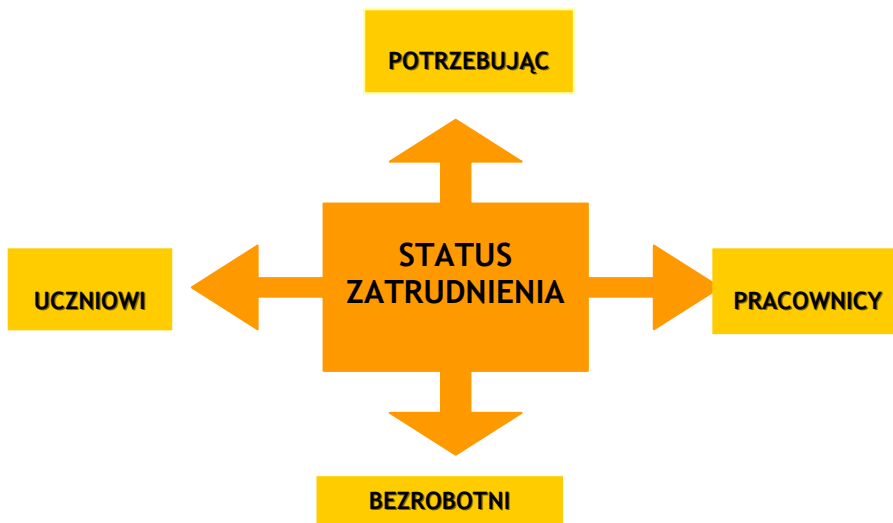 POTRZEBUJĄC
STATUS
ZATRUDNIENIA
UCZNIOWI
PRACOWNICY
BEZROBOTNI